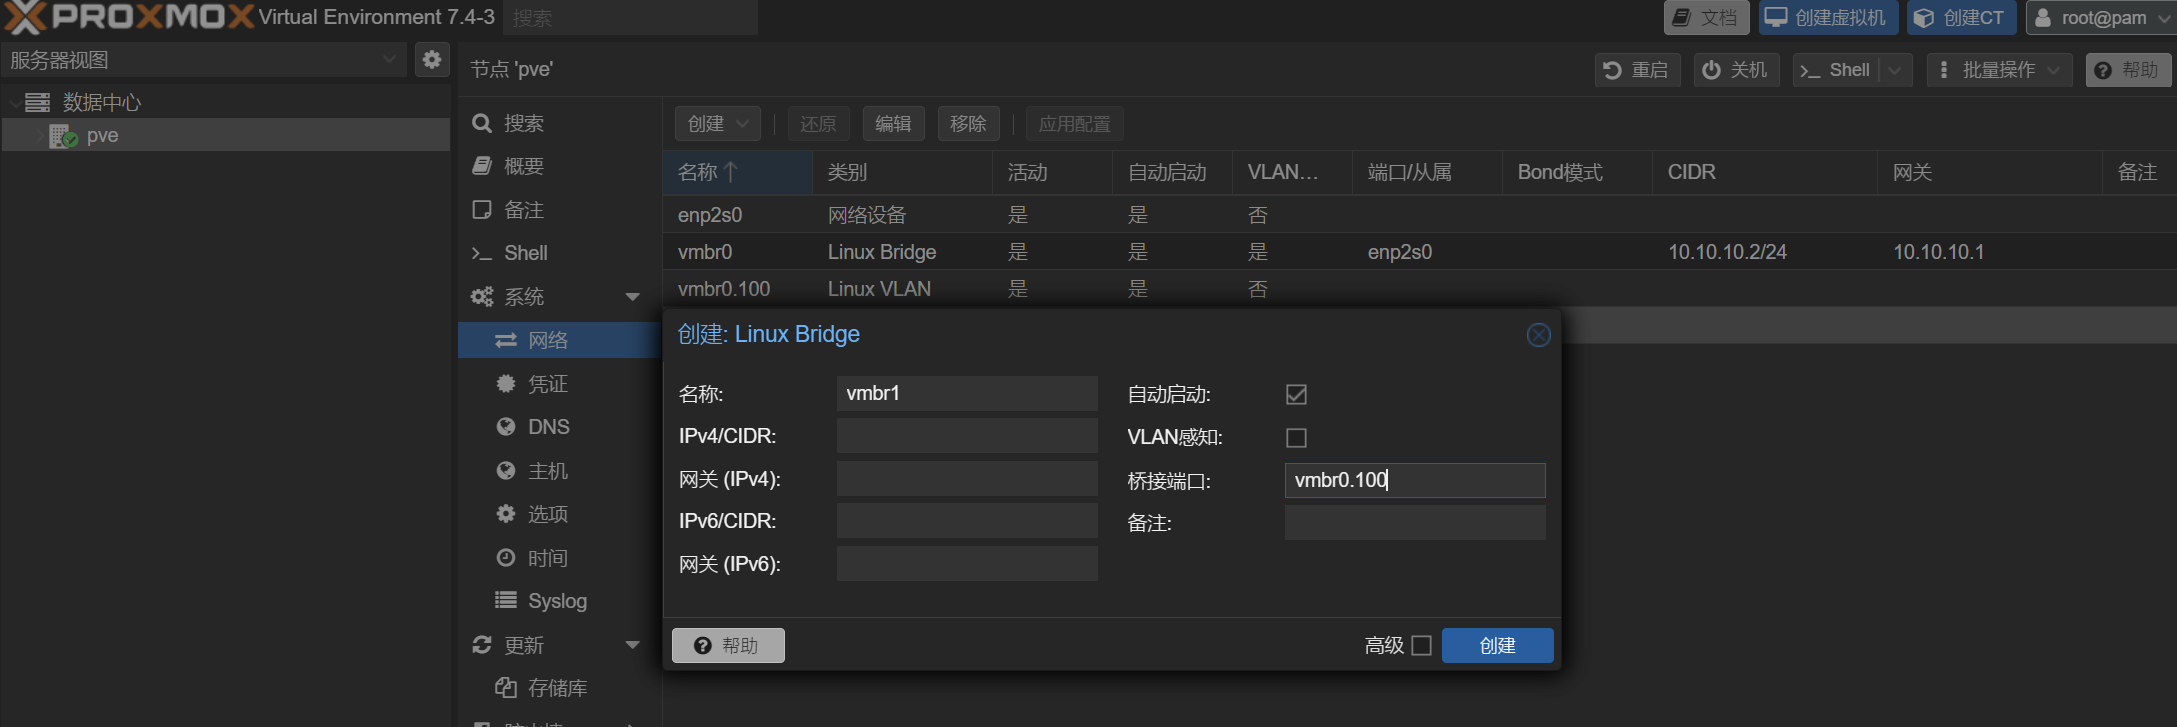 PROXMOX Virtual Environment 7.4-3 搜索 文档 创建虚拟机 创建CT root@pam
服务器视图
节点 'pve' 重启 关机 Shell 批量操作 帮助
数据中心
pve
搜索
概要
备注
Shell
系统
网络
凭证
DNS
主机
选项
时间
Syslog
更新
存储库
创建 还原 编辑 移除 应用配置
名称 类别 活动 自动启动 VLAN… 端口/从属 Bond模式 CIDR 网关 备注
enp2s0 网络设备 是 是 否
vmbr0 Linux Bridge 是 是 是 enp2s0 10.10.10.2/24 10.10.10.1
vmbr0.100 Linux VLAN 是 是 否
创建: Linux Bridge
名称: vmbr1 自动启动:
IPv4/CIDR: VLAN感知:
网关 (IPv4): 桥接端口: vmbr0.100
IPv6/CIDR: 备注:
网关 (IPv6):
帮助 高级 创建